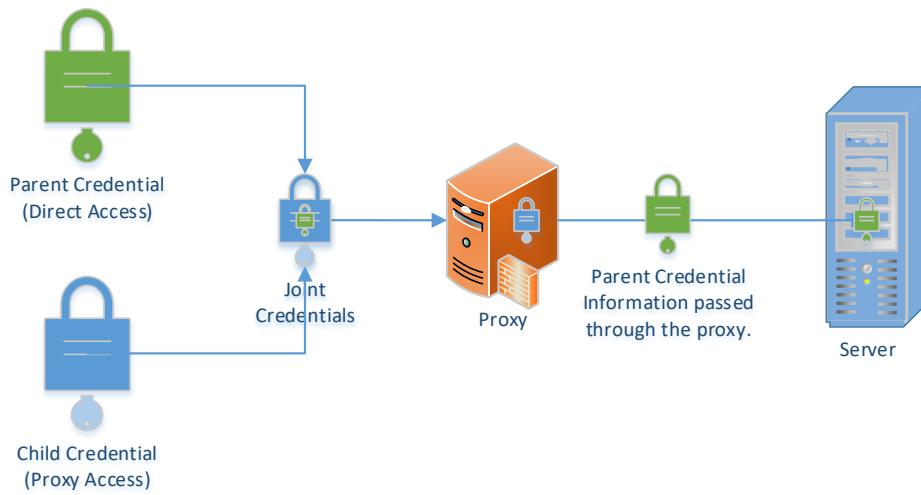 Parent Credential
(Direct Access)
Joint
Credentials
Proxy
Parent Credential
Information passed
through the proxy.
Server
Child Credential
(Proxy Access)